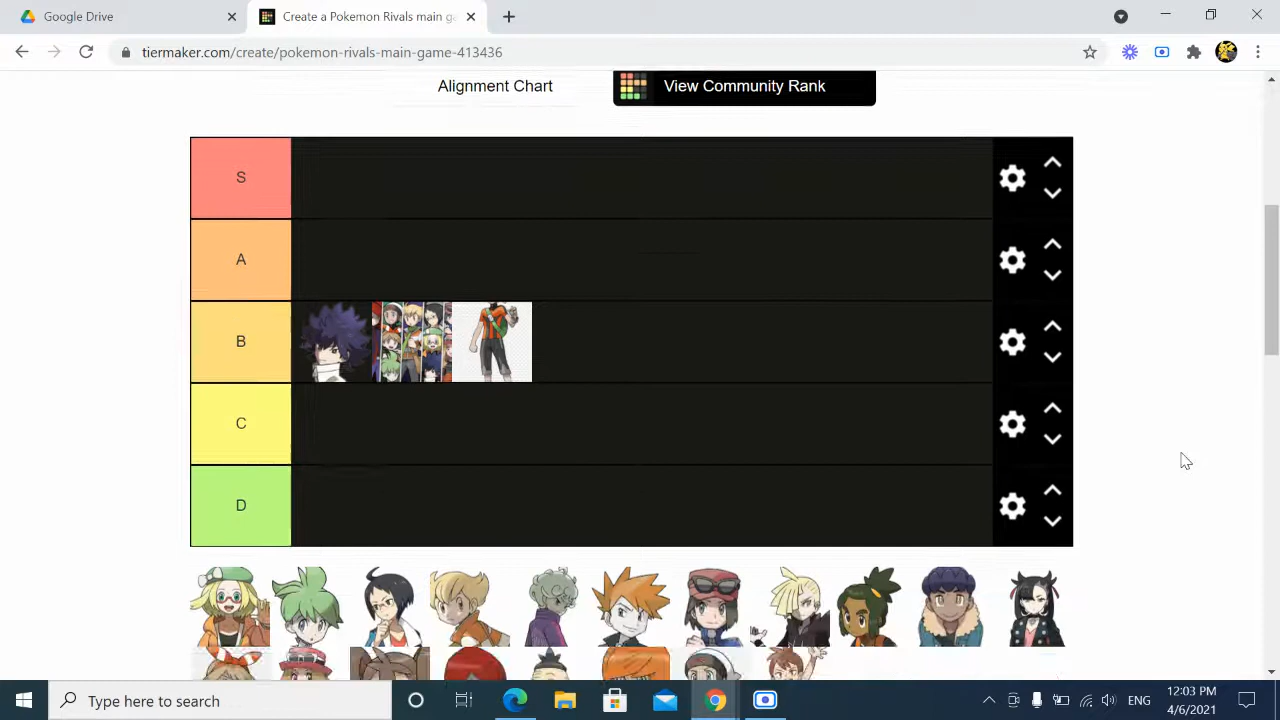 Google Drive
Create a Pokemon Rivals main ga
tiermaker.com/create/pokemon-rivals-main-game-413436
Alignment Chart
View Community Rank
S
A
B
C
D
Type here to search
ENG
12:03 PM
4/6/2021